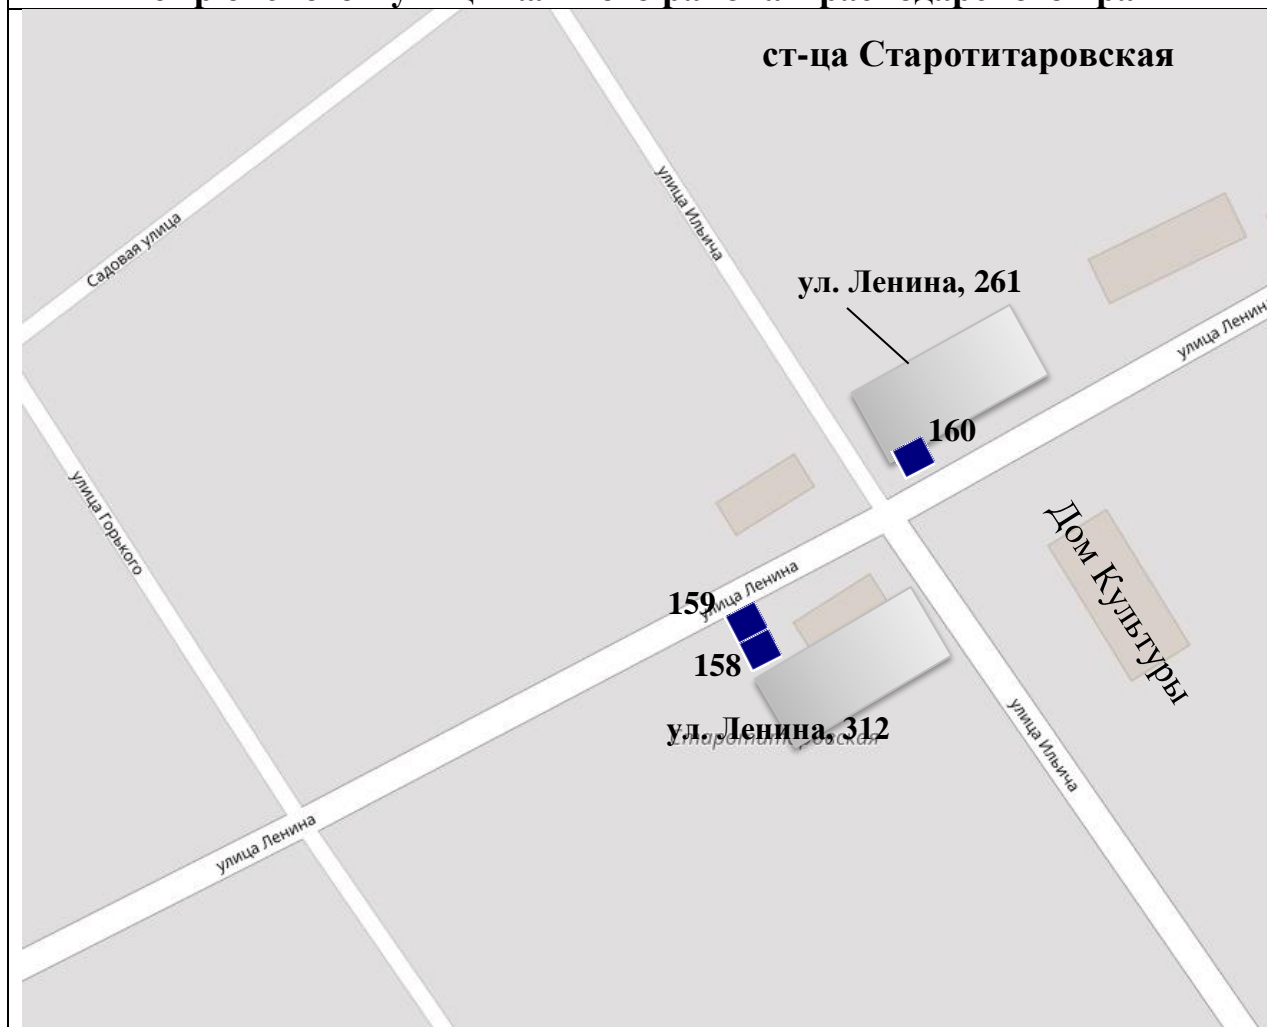 ст-ца Старотитаровская
улица Ильича
Садовая улица
ул. Ленина, 261
улица Ленин
160
улица Горького
Дом Культуры
улица Ленина
159
158
ул. Ленина, 312
улица Ильича
улица Ленина